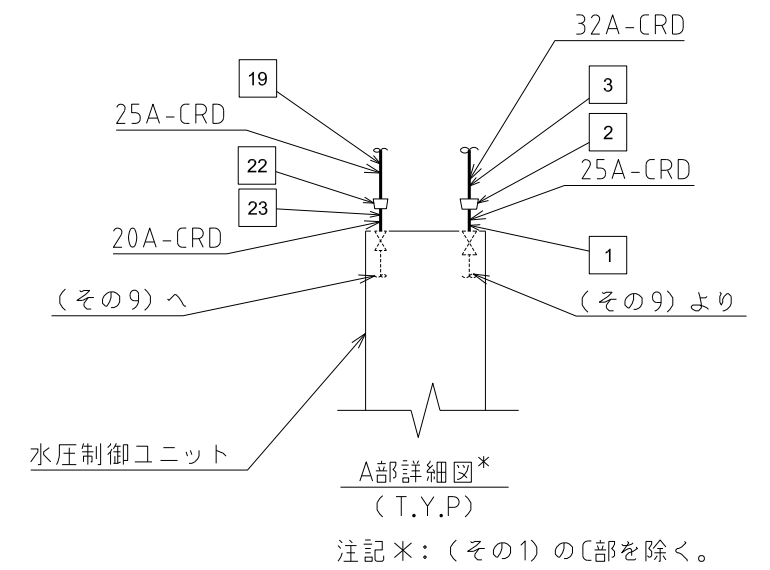 32A-CRD
19
3
25A-CRD
2
22
25A-CRD
23
20A-CRD
1
(その9)へ
(その9)より
水圧制御ユニット
A部詳細図*
(T.Y.P)
注記*:(その1)のC部を除く。